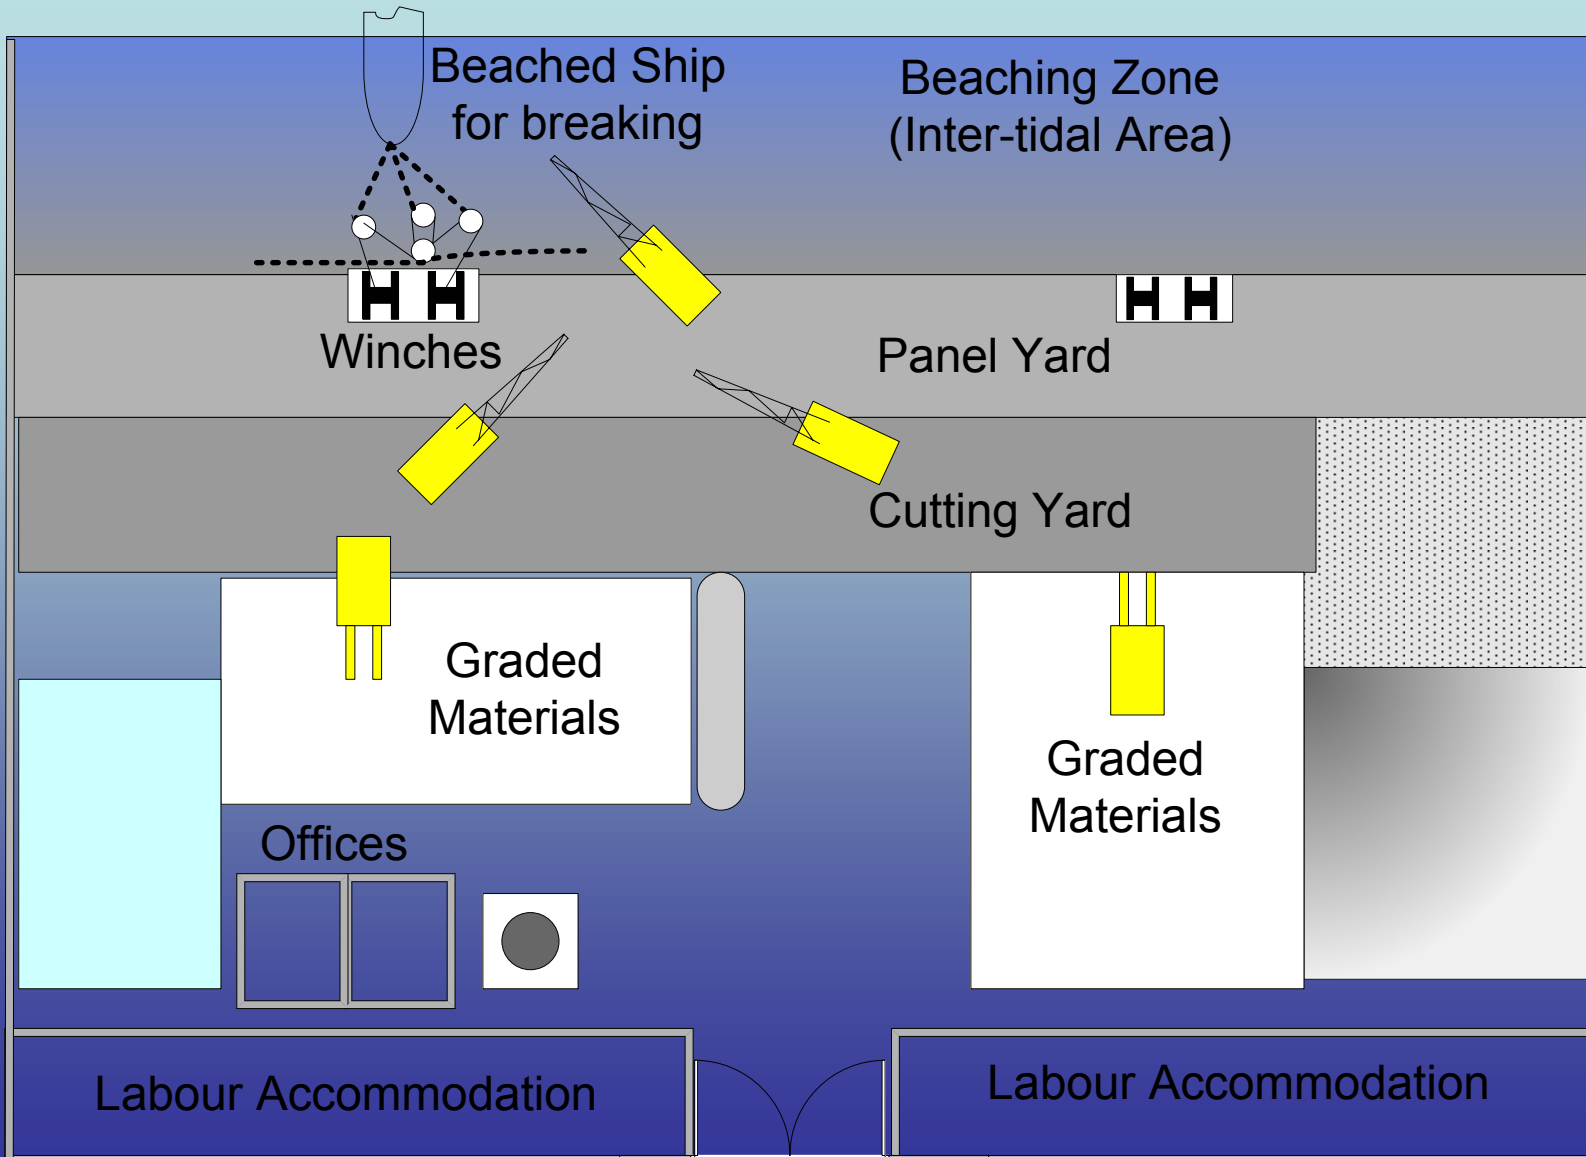 Beached Ship
for breaking
Beaching Zone
(Inter-tidal Area)
Winches
Panel Yard
Cutting Yard
Graded
Materials
Graded
Materials
Offices
Labour Accommodation
Labour Accommodation